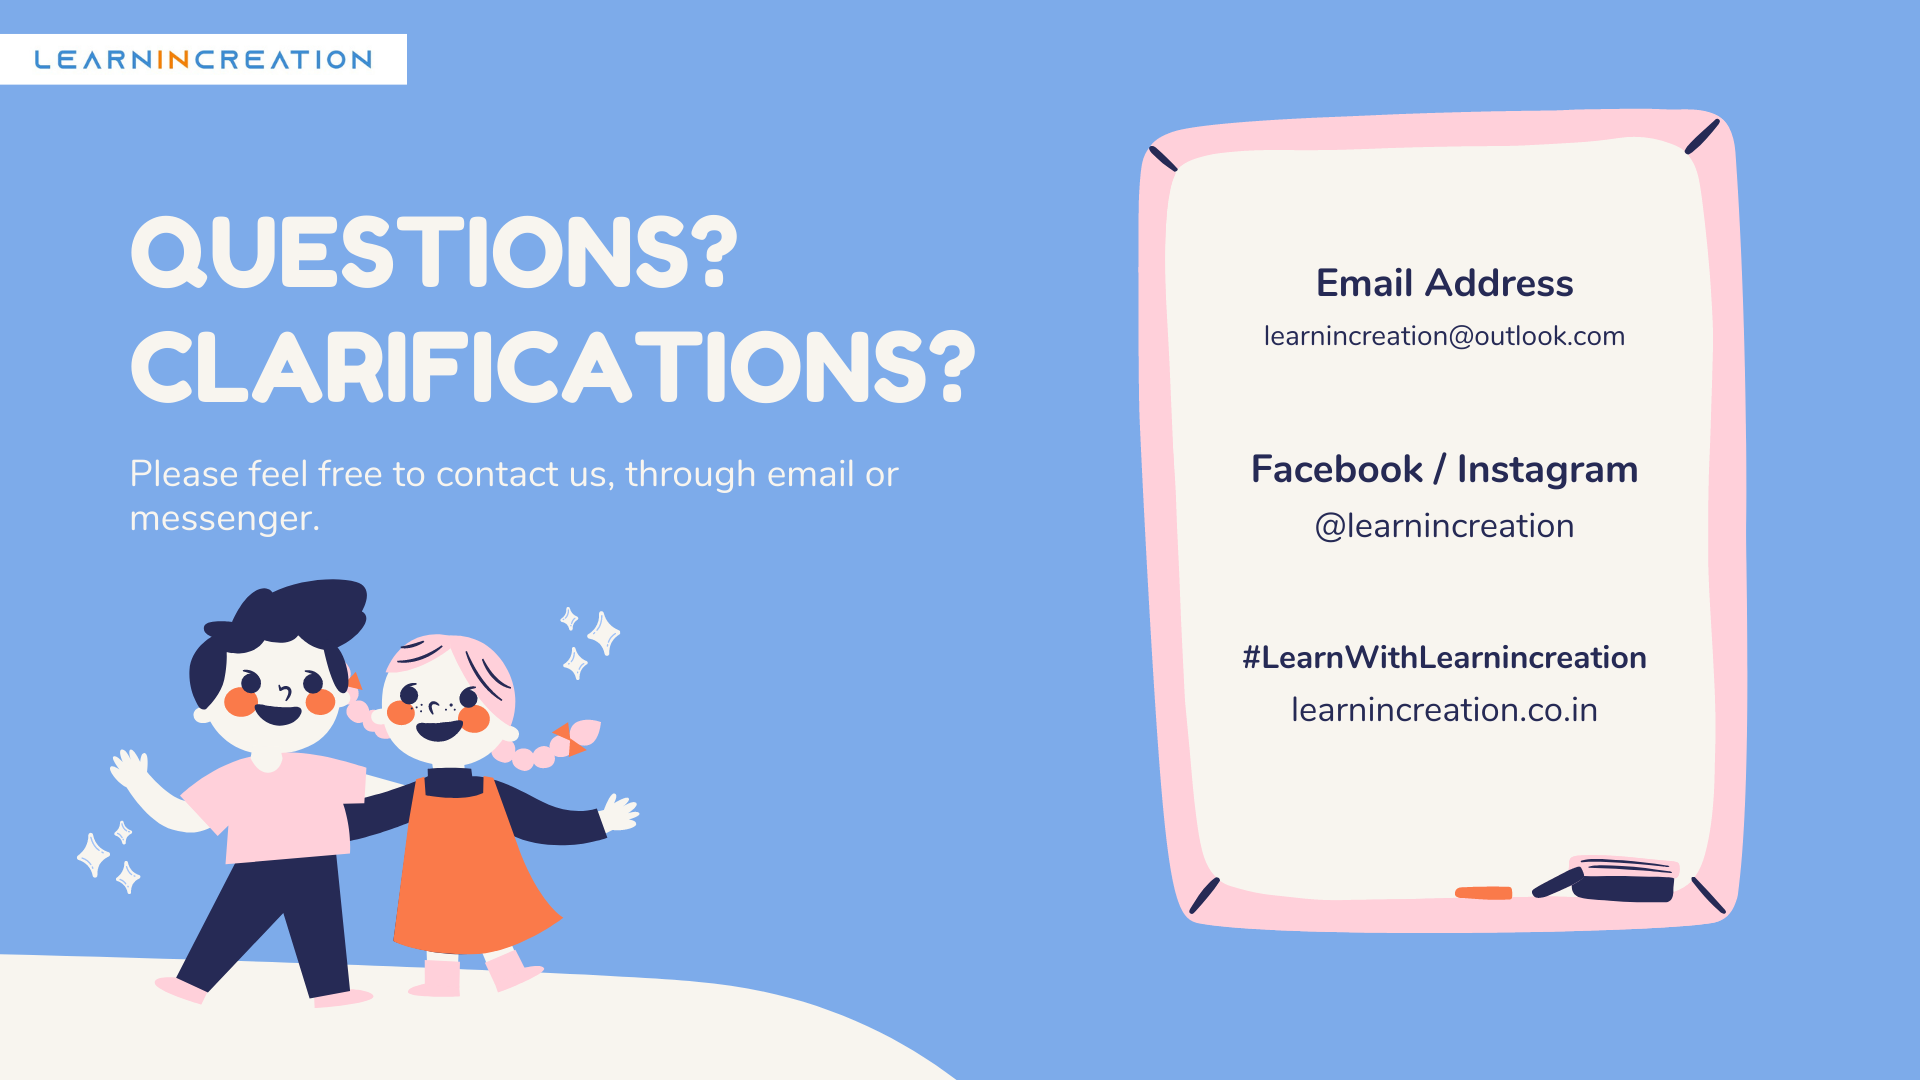 LEARNINCREATION
QUESTIONS?
CLARIFICATIONS?
Please feel free to contact us, through email or
messenger.
Email Address
learnincreation@outlook.com
Facebook / Instagram
@learnincreation
#LearnWithLearnincreation
learnincreation.co.in